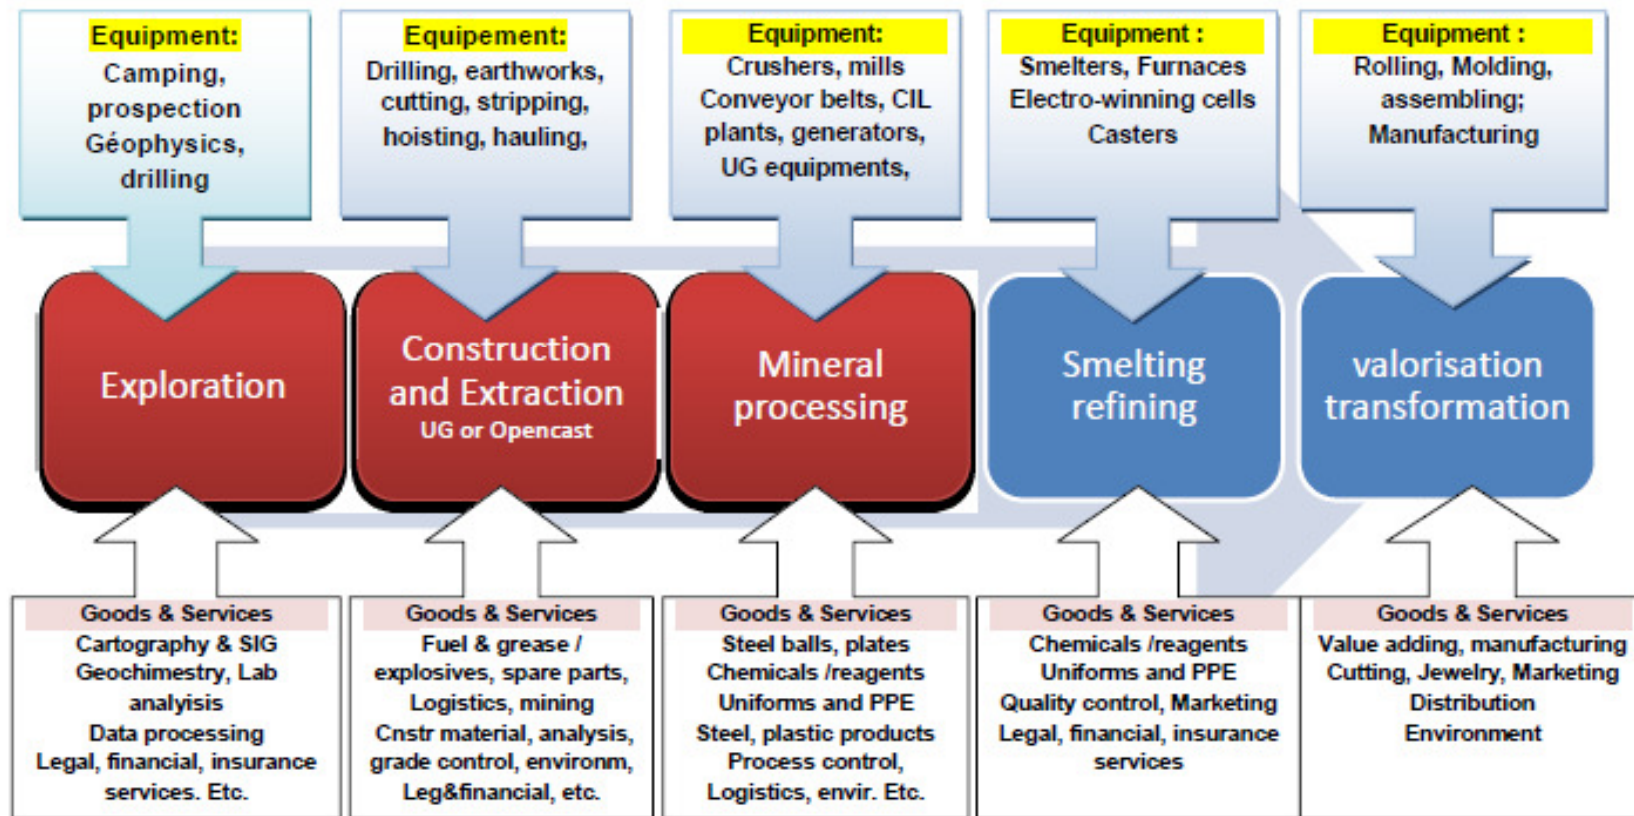 Equipment:
Camping,
prospection
Géophysics,
drilling
Equipement:
Drilling, earthworks,
cutting, stripping,
hoisting, hauling,
Equipment:
Crushers, mills
Conveyor belts, CIL
plants, generators,
UG equipments,
Equipment :
Smelters, Furnaces
Electro-winning cells
Casters
Equipment :
Rolling, Molding,
assembling;
Manufacturing
Exploration
Construction
and Extraction
UG or Opencast
Mineral
processing
Smelting
refining
valorisation
transformation
Goods & Services
Cartography & SIG
Geochimestry, Lab
analyisis
Data processing
Legal, financial, insurance
services. Etc.
Goods & Services
Fuel & grease /
explosives, spare parts,
Logistics, mining
Cnstr material, analysis,
grade control, environm,
Leg&financial, etc.
Goods & Services
Steel balls, plates
Chemicals /reagents
Uniforms and PPE
Steel, plastic products
Process control,
Logistics, envir. Etc.
Goods & Services
Chemicals /reagents
Uniforms and PPE
Quality control, Marketing
Legal, financial, insurance
services
Goods & Services
Value adding, manufacturing
Cutting, Jewelry, Marketing
Distribution
Environment